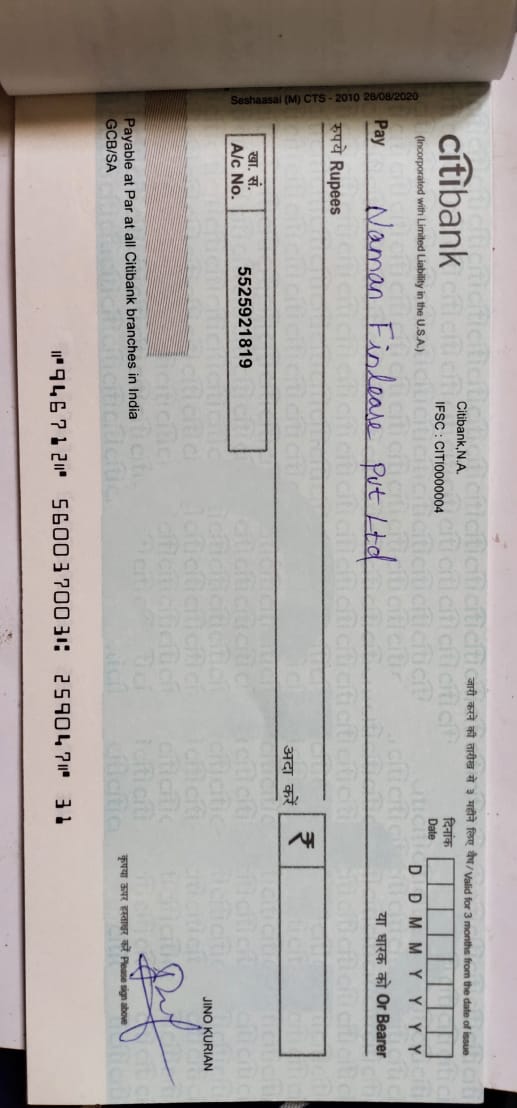 citibank
(Incorporated with Limited Liability in the U.S.A.)
Citibank,N.A.
IFSC : CITI0000004
जारी करने की तारीख से ३ महीने लिए वैध / Valid for 3 months from the date of issue
दिनांक
Date
D D M M Y Y Y Y
Pay Naman Finlease Pvt Ltd या धारक को Or Bearer
रुपये Rupees
अदा करें ₹
खा. सं.
A/c No. 5525921819
Seshaasai (M) CTS - 2010 28/08/2020
JINO KURIAN
Payable at Par at all Citibank branches in India
GCB/SA
कृपया ऊपर हस्ताक्षर करें Please sign above
⑈946712⑈ 560037003⑆ 259047⑈ 31